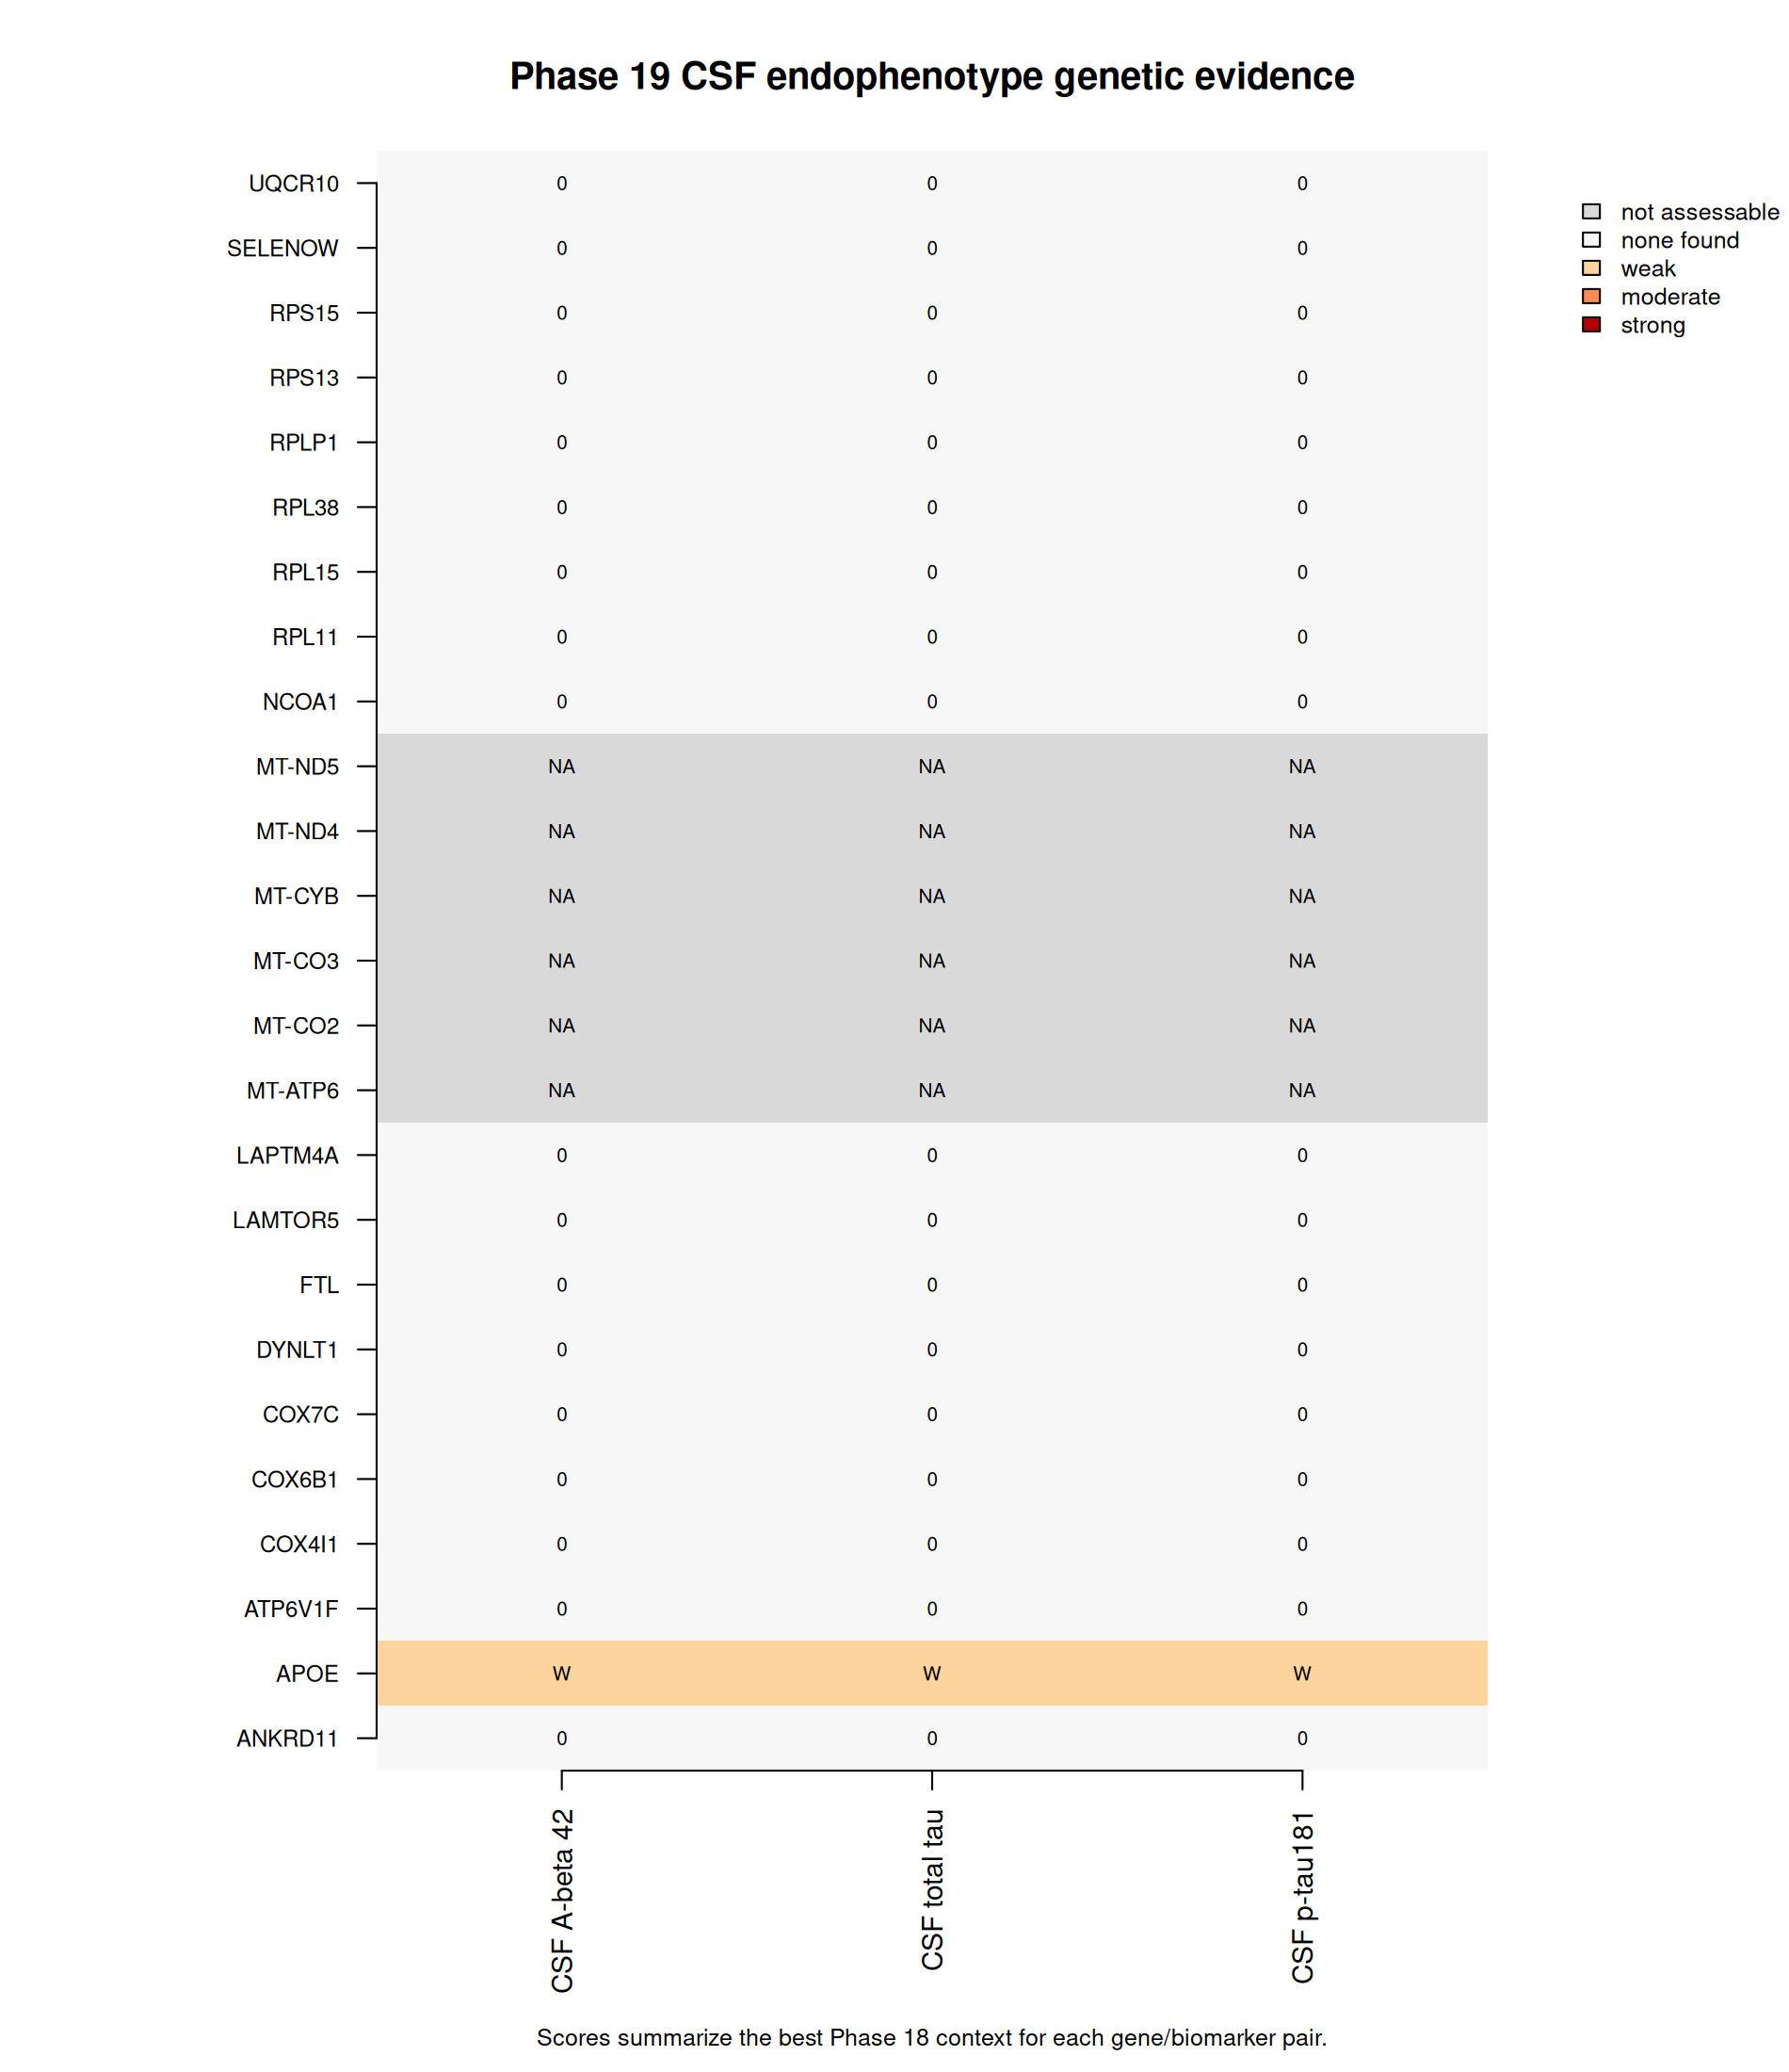 Phase 19 CSF endophenotype genetic evidence
UQCR10 0 0 0
SELENOW 0 0 0
RPS15 0 0 0
RPS13 0 0 0
RPLP1 0 0 0
RPL38 0 0 0
RPL15 0 0 0
RPL11 0 0 0
NCOA1 0 0 0
MT-ND5 NA NA NA
MT-ND4 NA NA NA
MT-CYB NA NA NA
MT-CO3 NA NA NA
MT-CO2 NA NA NA
MT-ATP6 NA NA NA
LAPTM4A 0 0 0
LAMTOR5 0 0 0
FTL 0 0 0
DYNLT1 0 0 0
COX7C 0 0 0
COX6B1 0 0 0
COX4I1 0 0 0
ATP6V1F 0 0 0
APOE W W W
ANKRD11 0 0 0
CSF A-beta 42
CSF total tau
CSF p-tau181
not assessable
none found
weak
moderate
strong
Scores summarize the best Phase 18 context for each gene/biomarker pair.